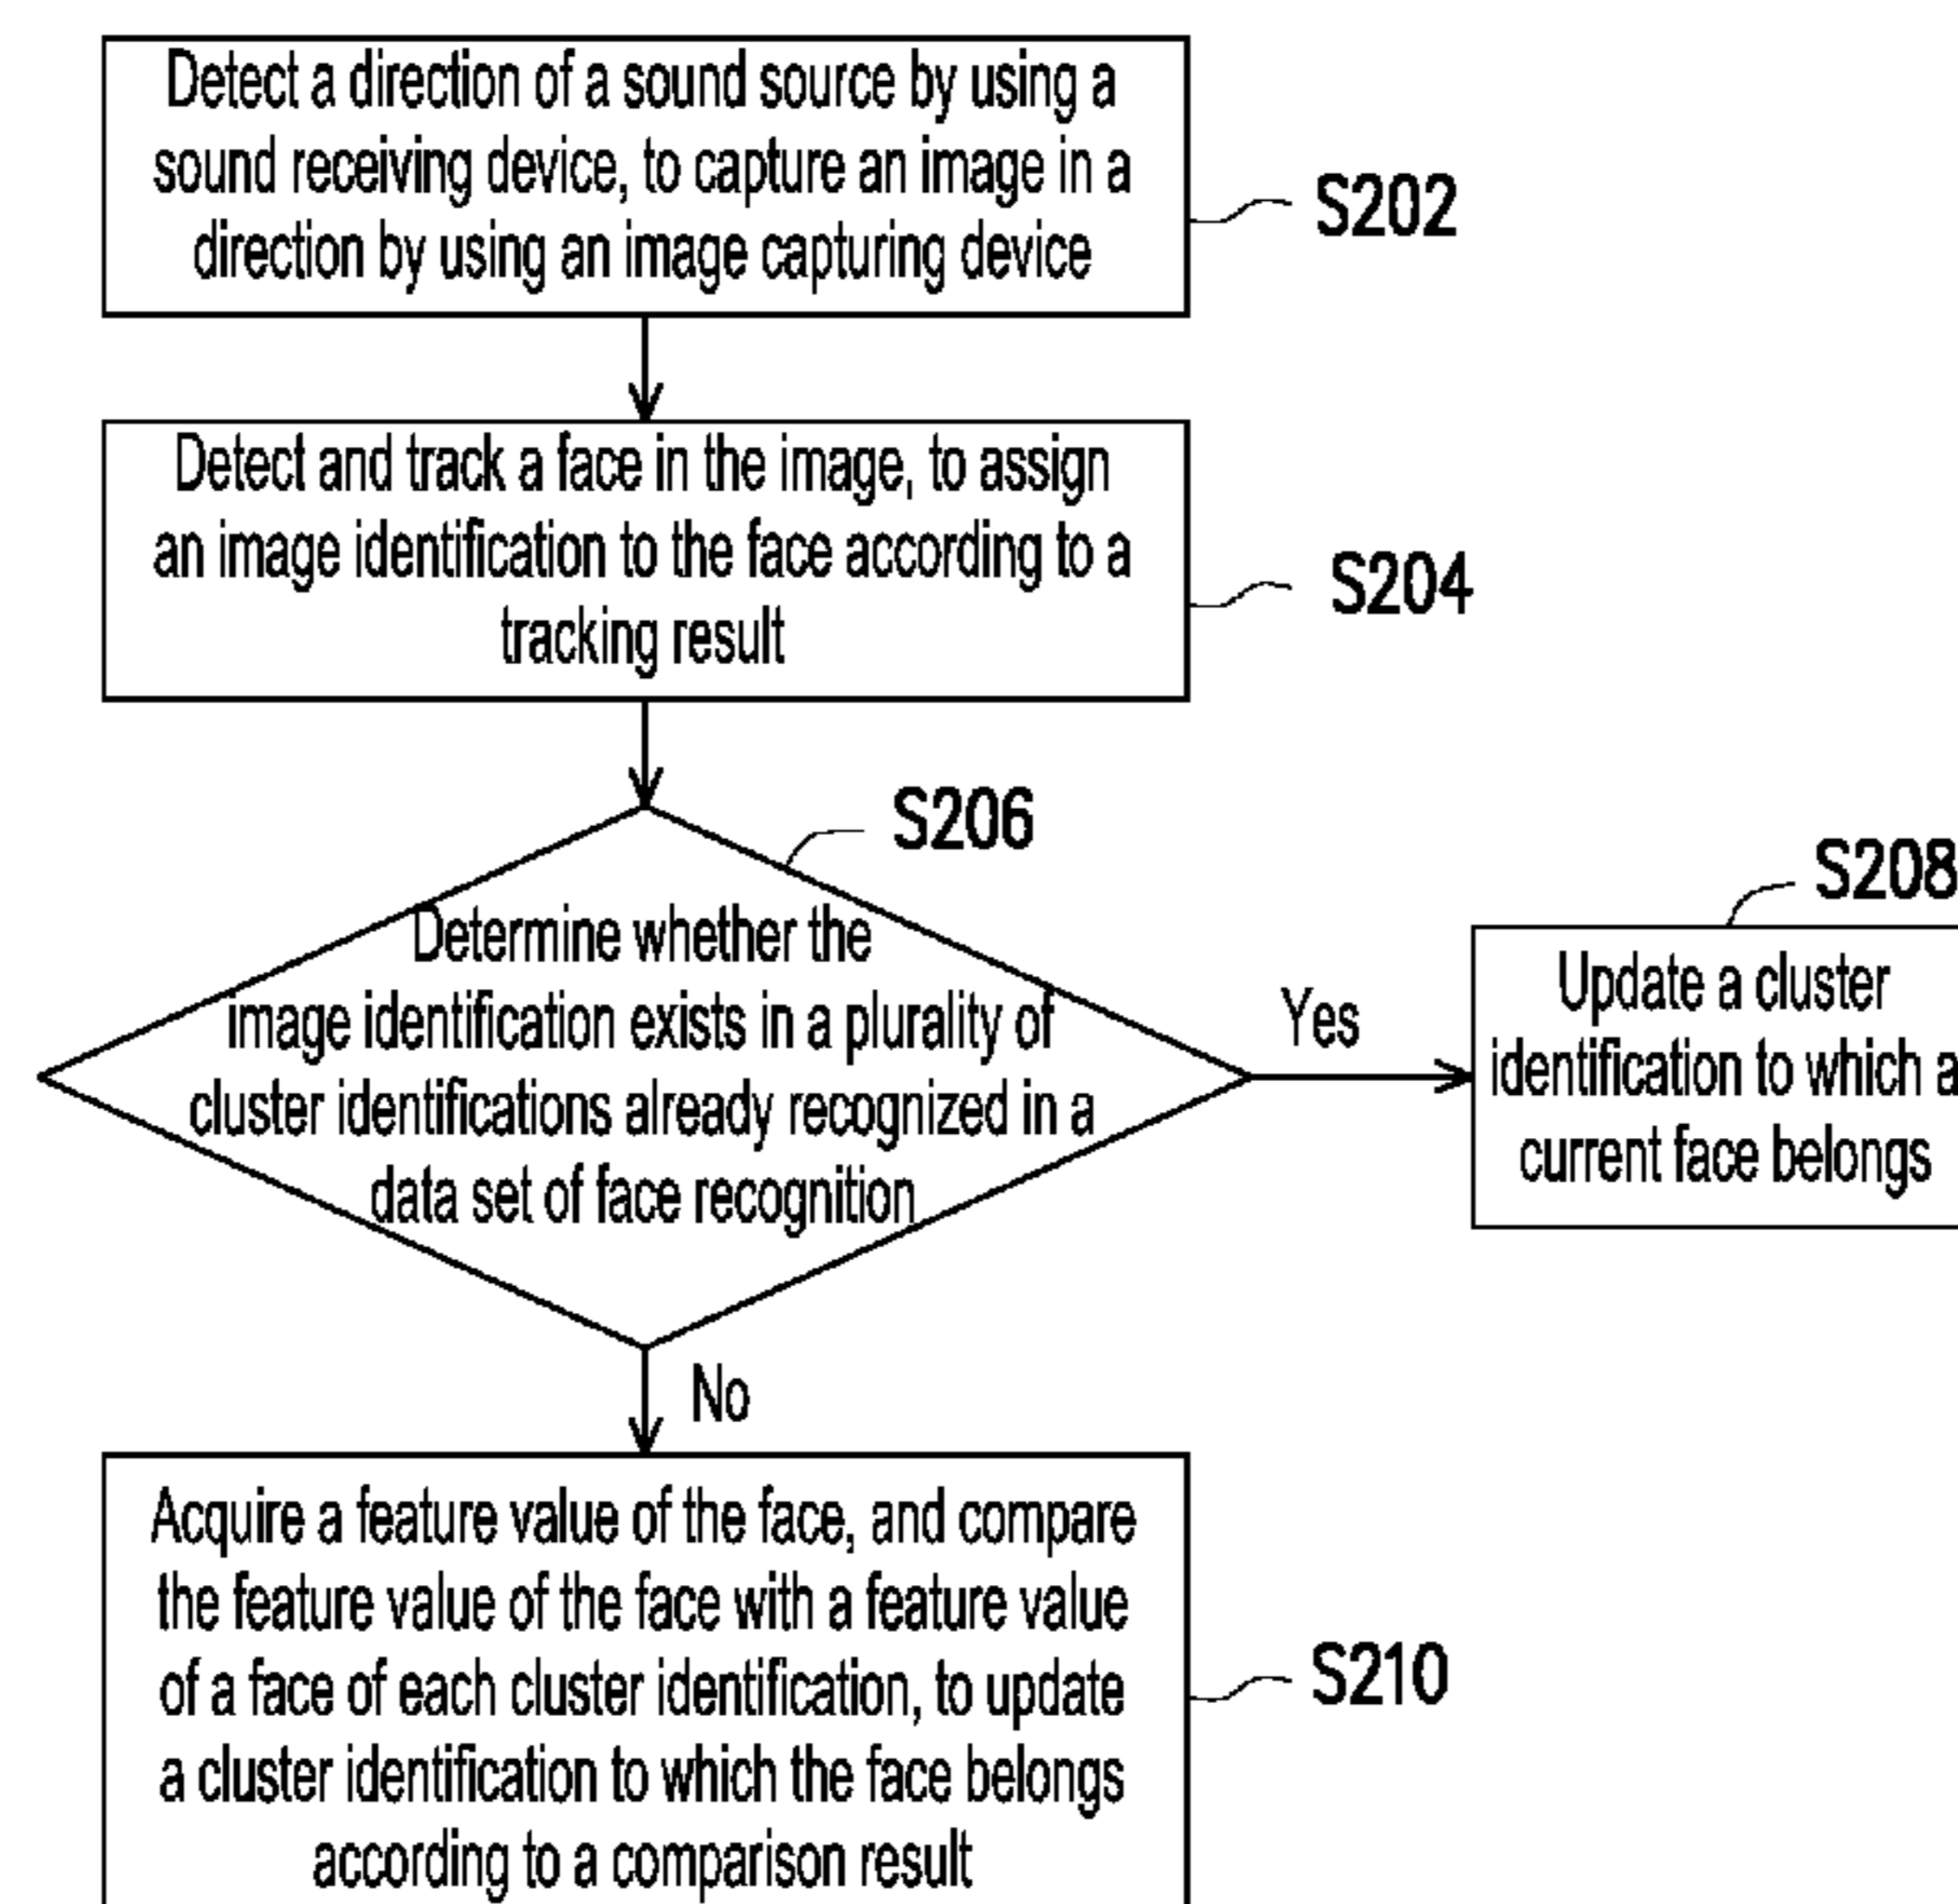 Detect a direction of a sound source by using a
sound receiving device, to capture an image in a
direction by using an image capturing device
S202
Detect and track a face in the image, to assign
an image identification to the face according to a
tracking result
S204
S206
Determine whether the
image identification exists in a plurality of
cluster identifications already recognized in a
data set of face recognition
Yes
S208
Update a cluster
identification to which a
current face belongs
No
Acquire a feature value of the face, and compare
the feature value of the face with a feature value
of a face of each cluster identification, to update
a cluster identification to which the face belongs
according to a comparison result
S210